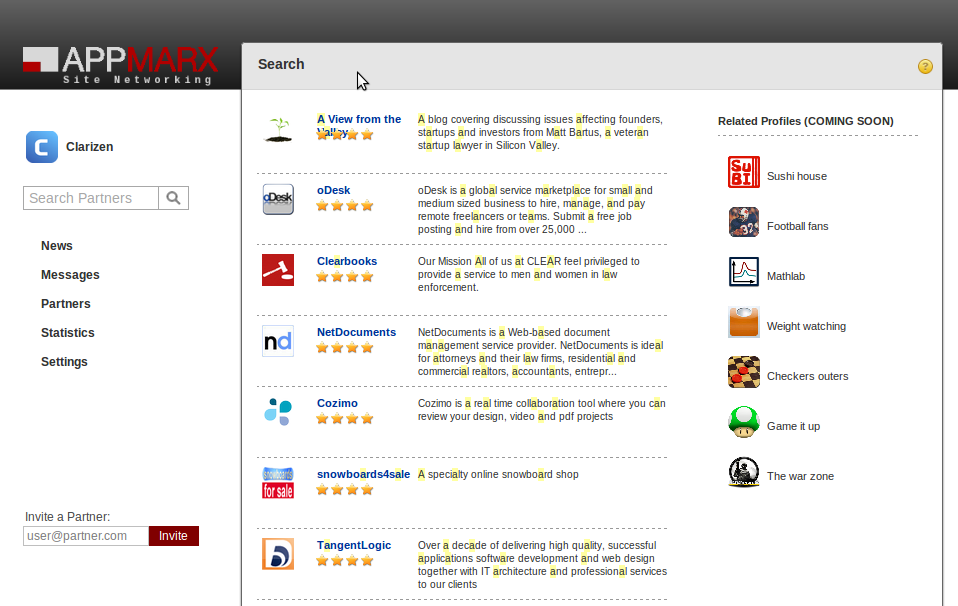 APPMARX
Site Networking
Search
?
C
Clarizen
Search Partners
News
Messages
Partners
Statistics
Settings
Invite a Partner:
user@partner.com
Invite
A View from the
Valley
A blog covering discussing issues affecting founders,
startups and investors from Matt Bartus, a veteran
startup lawyer in Silicon Valley.
oDesk
oDesk
oDesk is a global service marketplace for small and
medium sized business to hire, manage, and pay
remote freelancers or teams. Submit a free job
posting and hire from over 25,000 ...
Clearbooks
Our Mission All of us at CLEAR feel privileged to
provide a service to men and women in law
enforcement.
nd
NetDocuments
NetDocuments is a Web-based document
management service provider. NetDocuments is ideal
for attorneys and their law firms, residential and
commercial realtors, accountants, entrepr...
Cozimo
Cozimo is a real time collaboration tool where you can
review your design, video and pdf projects
snowboards
for sale
snowboards4sale
A specialty online snowboard shop
TangentLogic
Over a decade of delivering high quality, successful
applications software development and web design
together with IT architecture and professional services
to our clients
Related Profiles (COMING SOON)
SuBI
Sushi house
Football fans
Mathlab
Weight watching
Checkers outers
Game it up
The war zone